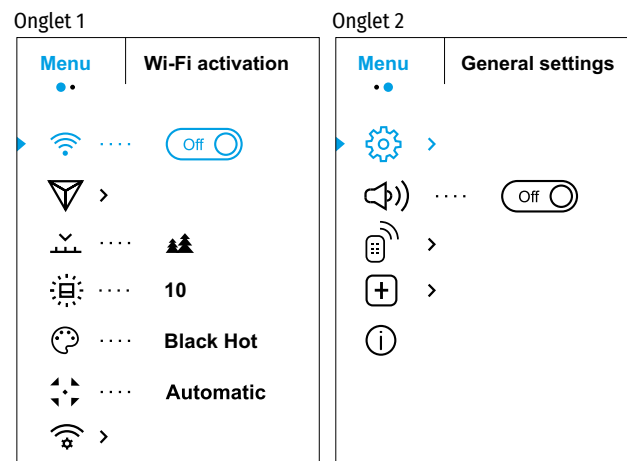 Onglet 1
Menu
Wi-Fi activation
Off
10
Black Hot
Automatic
Onglet 2
Menu
General settings
Off